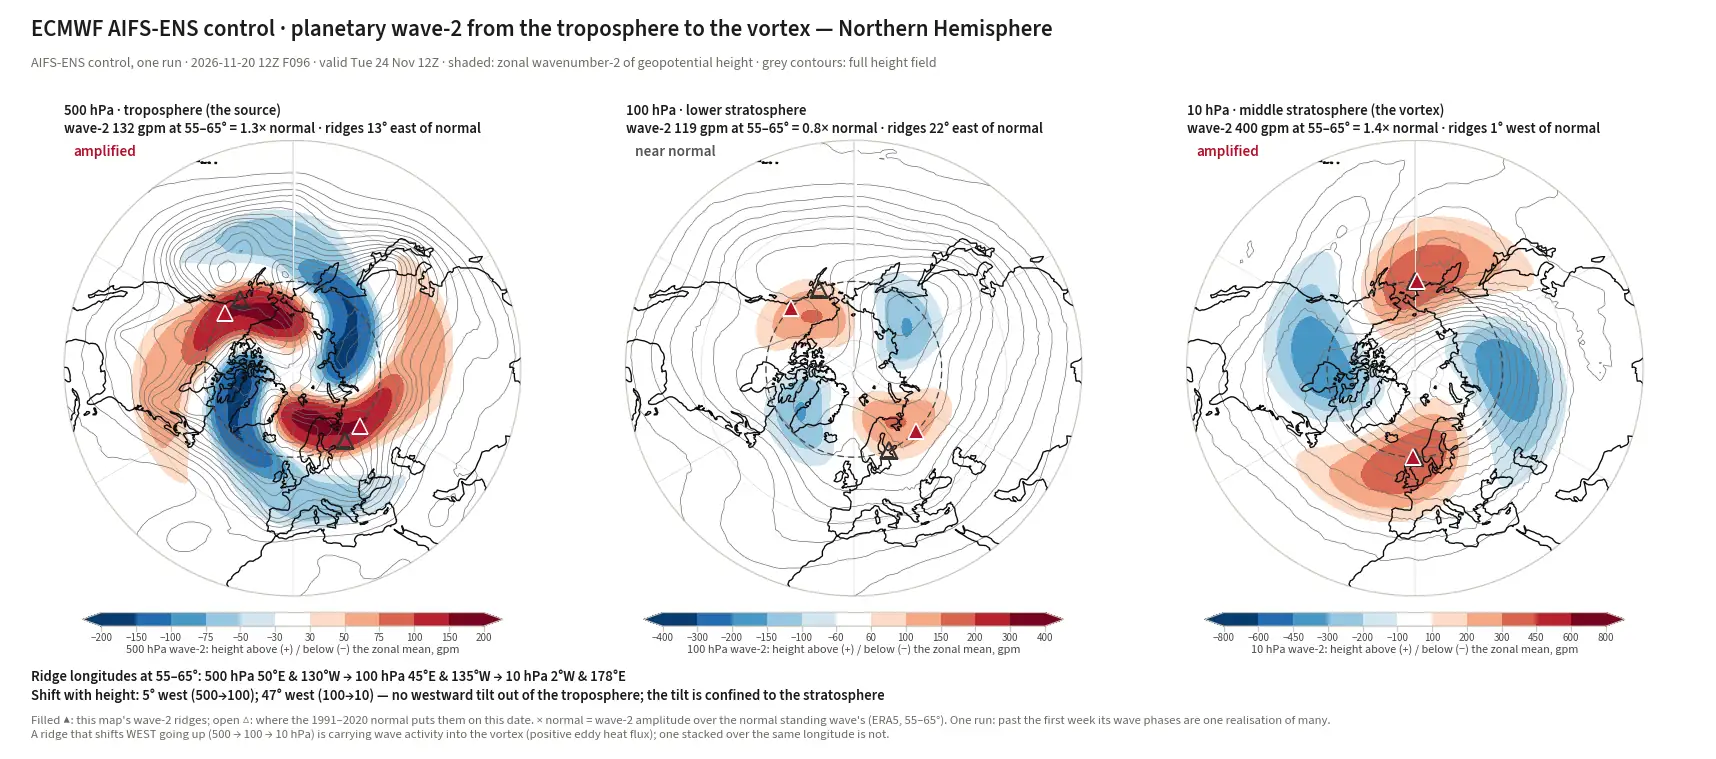 ECMWF AIFS-ENS control · planetary wave-2 from the troposphere to the vortex — Northern Hemisphere
AIFS-ENS control, one run · 2026-11-20 12Z F096 · valid Tue 24 Nov 12Z · shaded: zonal wavenumber-2 of geopotential height · grey contours: full height field
500 hPa · troposphere (the source)
wave-2 132 gpm at 55–65° = 1.3× normal · ridges 13° east of normal
amplified
100 hPa · lower stratosphere
wave-2 119 gpm at 55–65° = 0.8× normal · ridges 22° east of normal
near normal
10 hPa · middle stratosphere (the vortex)
wave-2 400 gpm at 55–65° = 1.4× normal · ridges 1° west of normal
amplified
−200 −150 −100 −75 −50 −30 30 50 75 100 150 200
500 hPa wave-2: height above (+) / below (−) the zonal mean, gpm
−400 −300 −200 −150 −100 −60 60 100 150 200 300 400
100 hPa wave-2: height above (+) / below (−) the zonal mean, gpm
−800 −600 −450 −300 −200 −100 100 200 300 450 600 800
10 hPa wave-2: height above (+) / below (−) the zonal mean, gpm
Ridge longitudes at 55–65°: 500 hPa 50°E & 130°W → 100 hPa 45°E & 135°W → 10 hPa 2°W & 178°E
Shift with height: 5° west (500→100); 47° west (100→10) — no westward tilt out of the troposphere; the tilt is confined to the stratosphere
Filled ▲: this map's wave-2 ridges; open △: where the 1991–2020 normal puts them on this date. × normal = wave-2 amplitude over the normal standing wave's (ERA5, 55–65°). One run: past the first week its wave phases are one realisation of many.
A ridge that shifts WEST going up (500 → 100 → 10 hPa) is carrying wave activity into the vortex (positive eddy heat flux); one stacked over the same longitude is not.